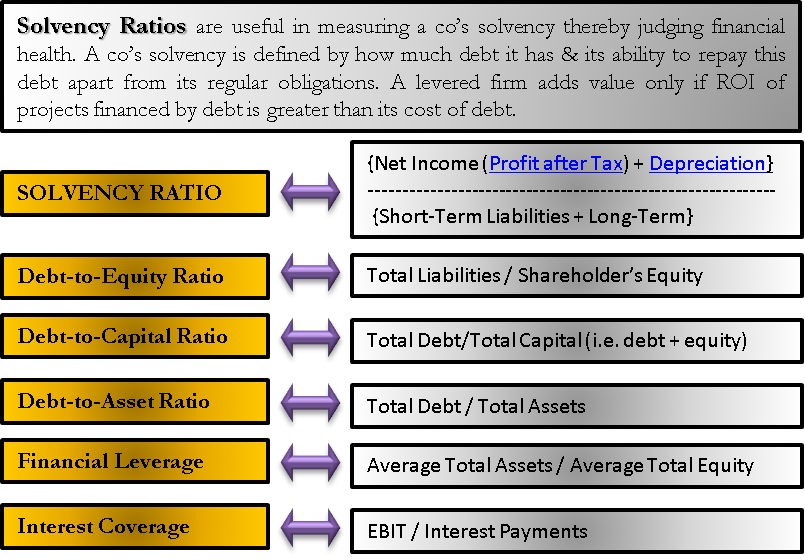 Solvency Ratios are useful in measuring a co's solvency thereby judging financial
health. A co's solvency is defined by how much debt it has & its ability to repay this
debt apart from its regular obligations. A levered firm adds value only if ROI of
projects financed by debt is greater than its cost of debt.
SOLVENCY RATIO
{Net Income (Profit after Tax) + Depreciation}
------------------------------------------------------------
{Short-Term Liabilities + Long-Term}
Debt-to-Equity Ratio
Total Liabilities / Shareholder's Equity
Debt-to-Capital Ratio
Total Debt/Total Capital (i.e. debt + equity)
Debt-to-Asset Ratio
Total Debt / Total Assets
Financial Leverage
Average Total Assets / Average Total Equity
Interest Coverage
EBIT / Interest Payments